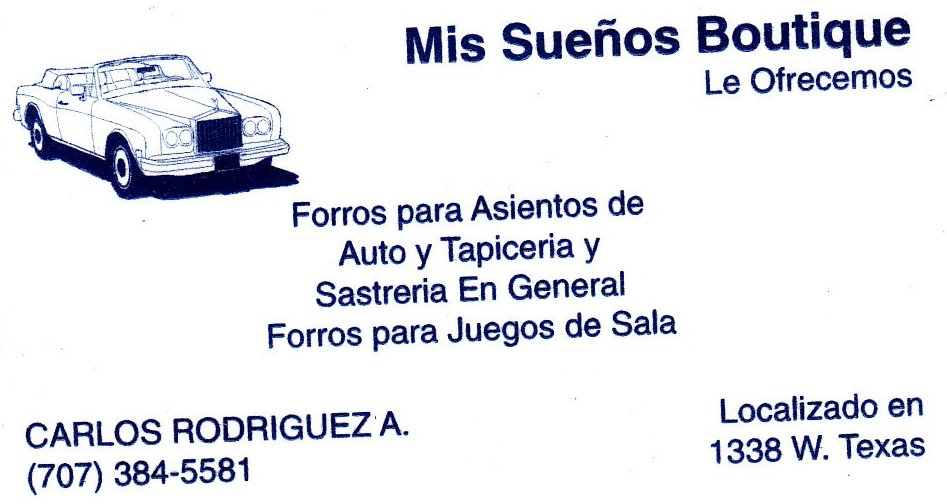 Mis Sueños Boutique
Le Ofrecemos
Forros para Asientos de
Auto y Tapiceria y
Sastreria En General
Forros para Juegos de Sala
CARLOS RODRIGUEZ A.
(707) 384-5581
Localizado en
1338 W. Texas